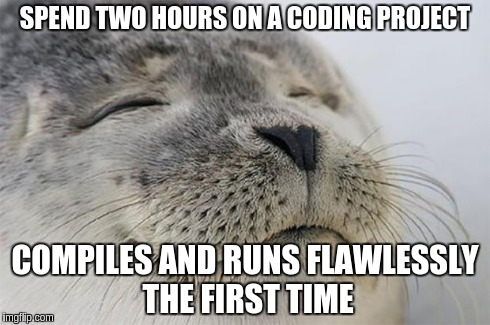 SPEND TWO HOURS ON A CODING PROJECT
COMPILES AND RUNS FLAWLESSLY
THE FIRST TIME
imgflip.com